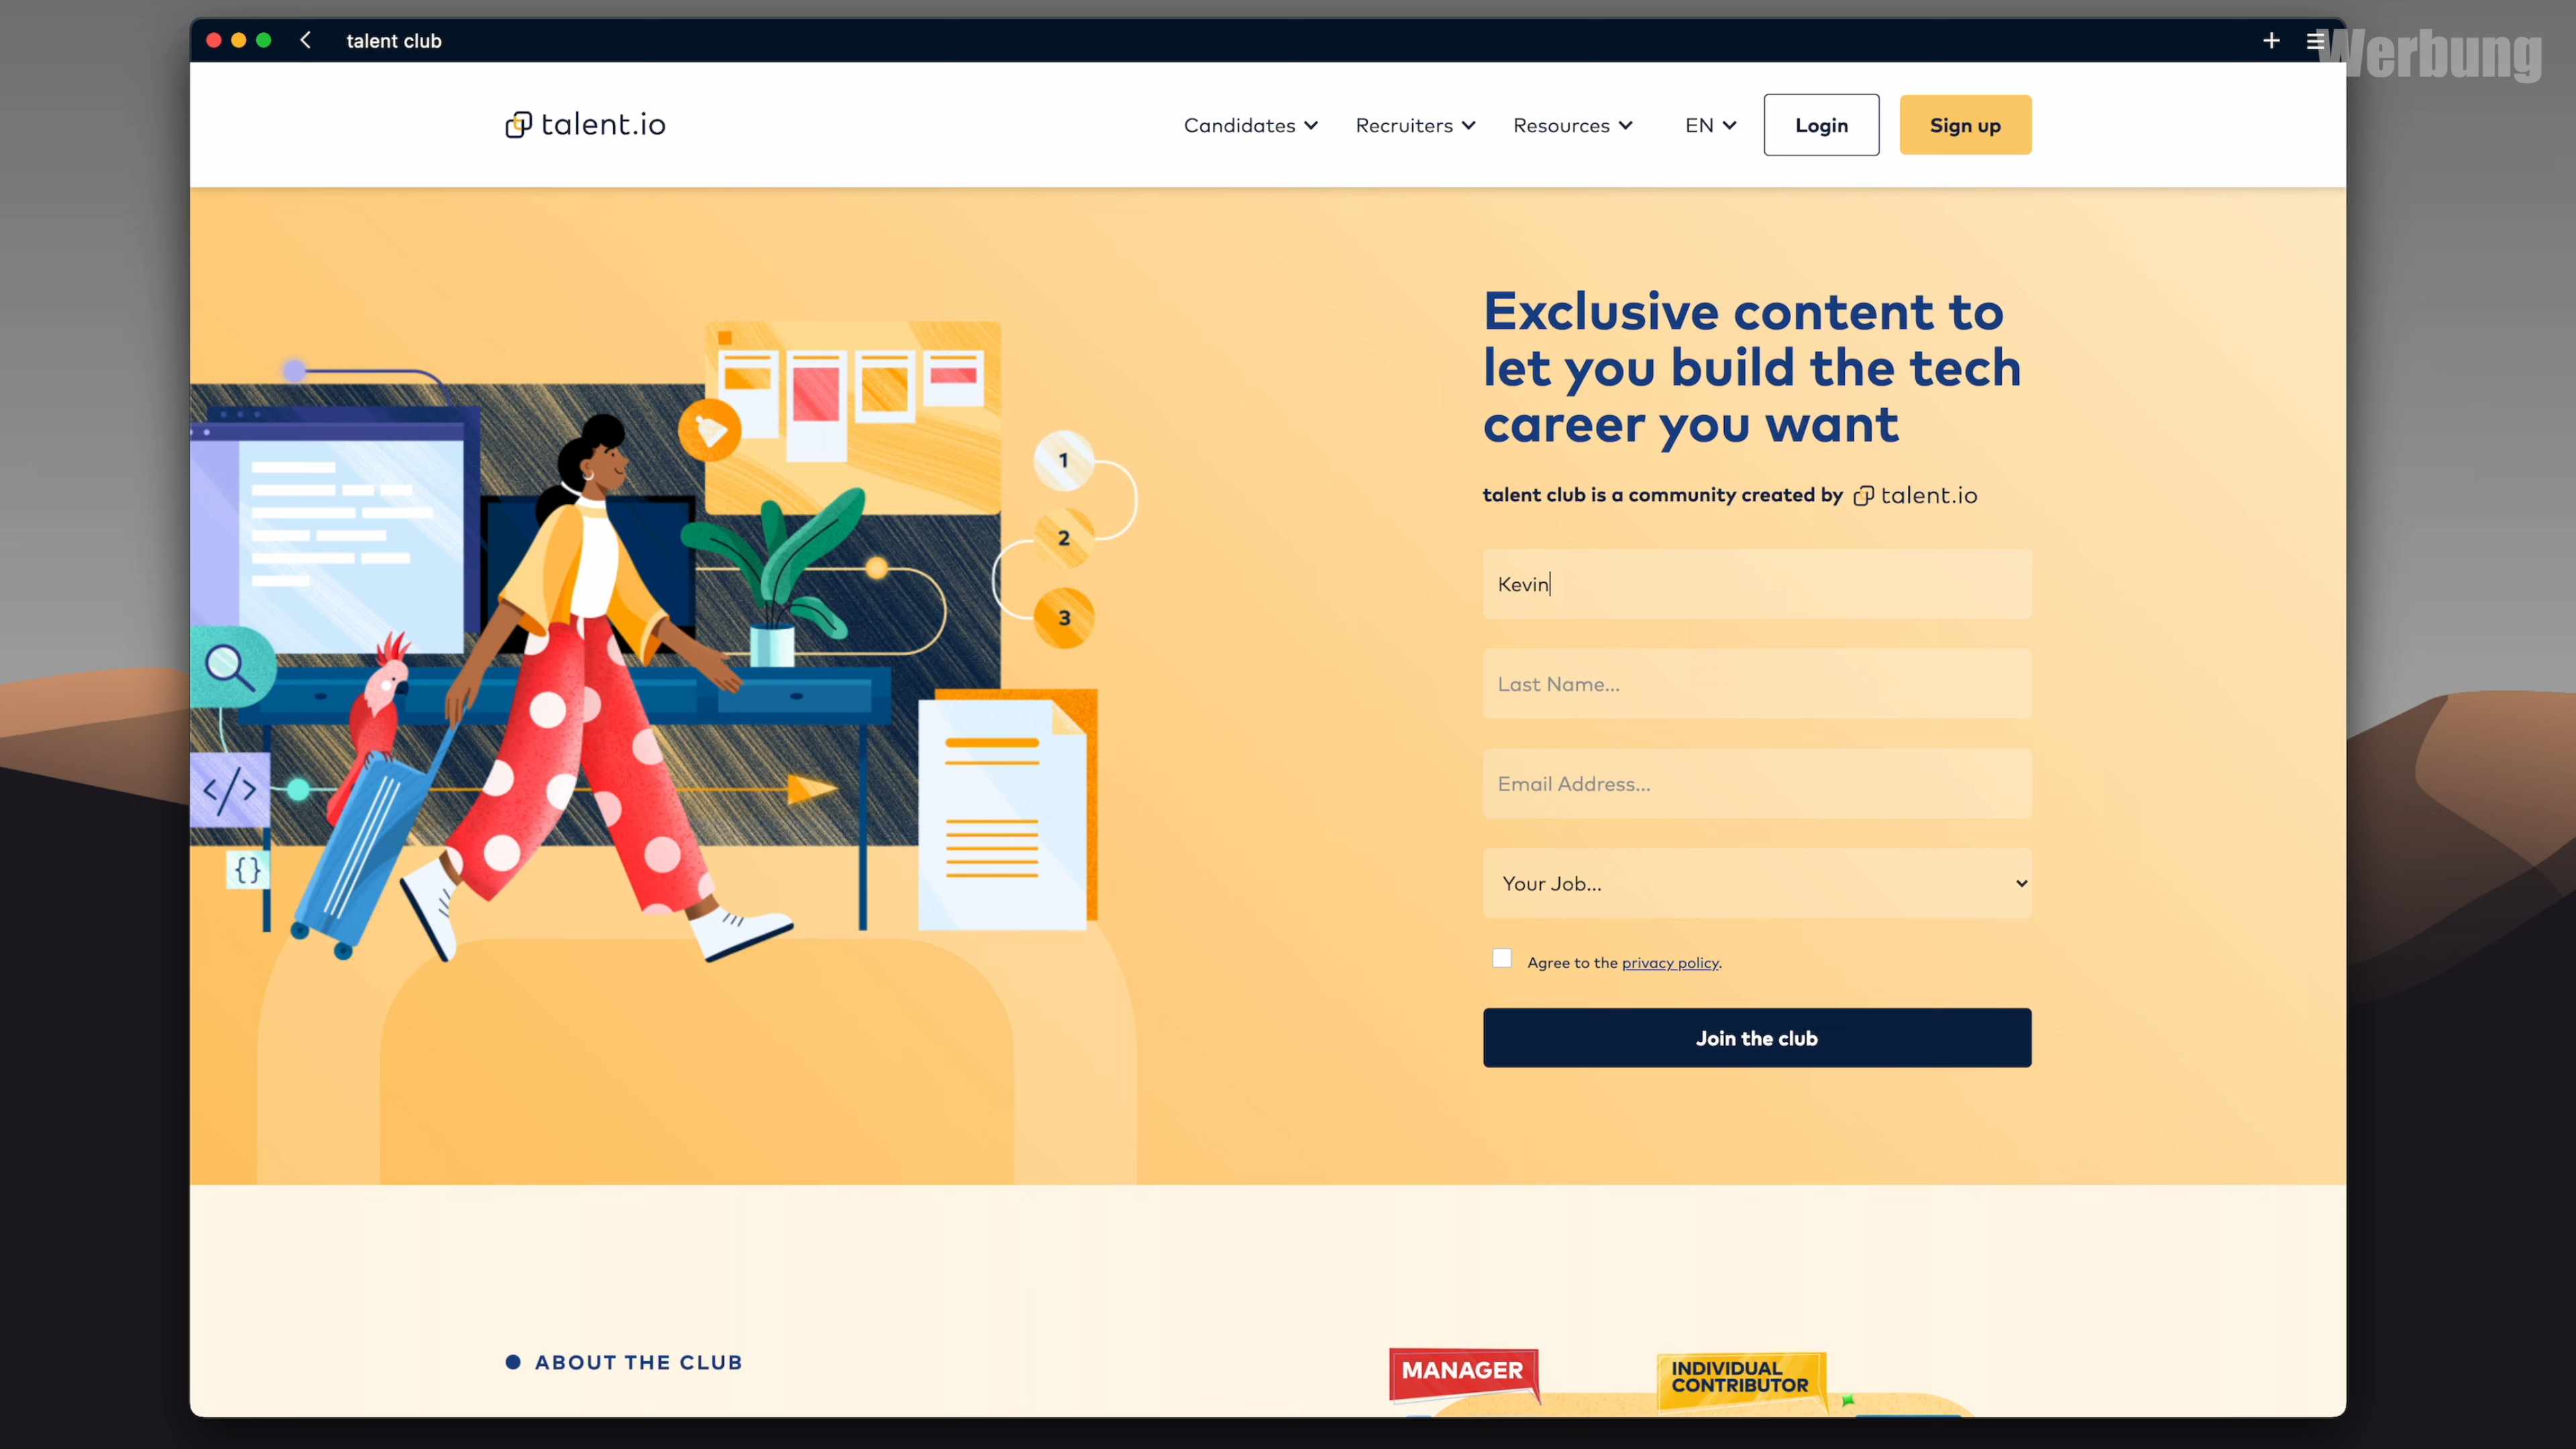 talent club
Werbung
talent.io
Candidates
Recruiters
Resources
EN
Login
Sign up
Exclusive content to
let you build the tech
career you want
talent club is a community created by talent.io
Kevin
Last Name...
Email Address...
Your Job...
Agree to the privacy policy.
Join the club
1
2
3
</>
{}
ABOUT THE CLUB
MANAGER
INDIVIDUAL
CONTRIBUTOR